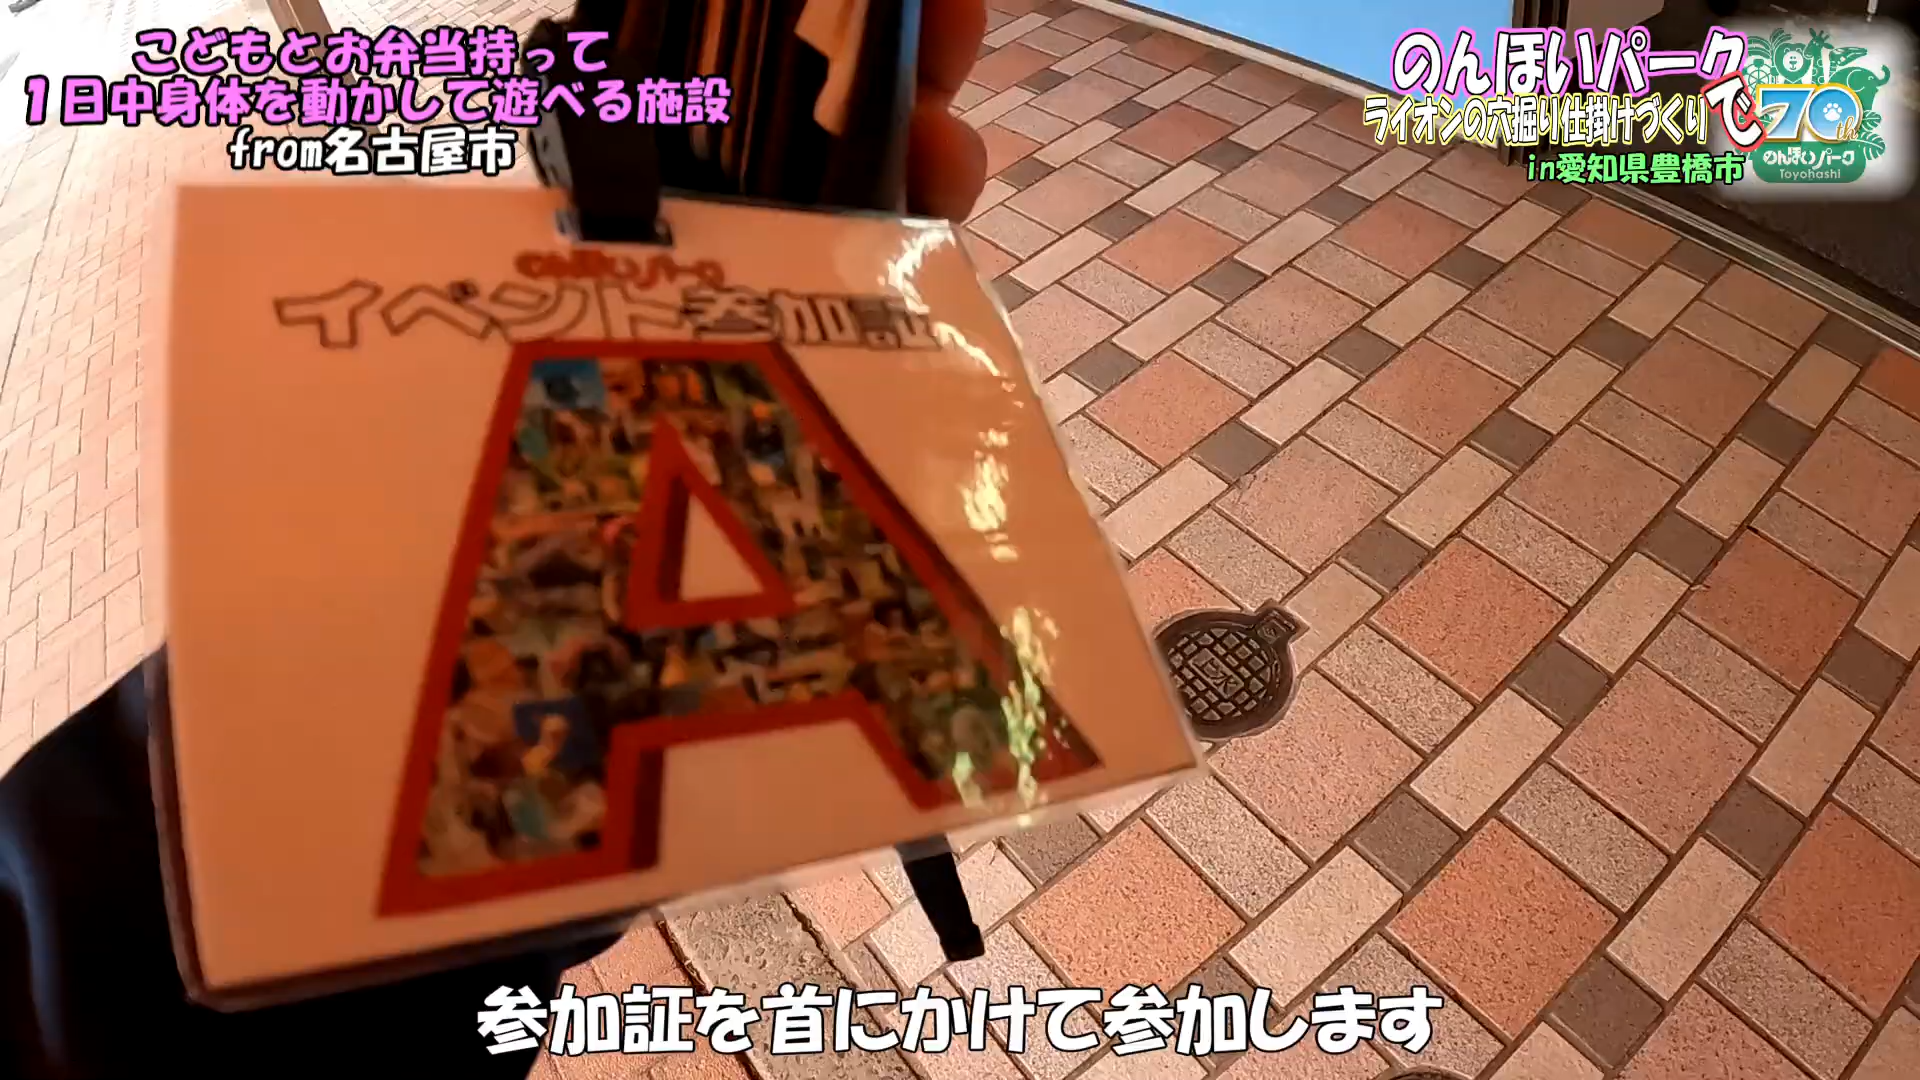 こどもとお弁当持って
1日中身体を動かして遊べる施設
from名古屋市
のんほいパークで
ライオンの穴掘り仕掛けづくり
in愛知県豊橋市
70th
のんほいパーク
Toyohashi
のんほいパーク
イベント参加証
A
参加証を首にかけて参加します